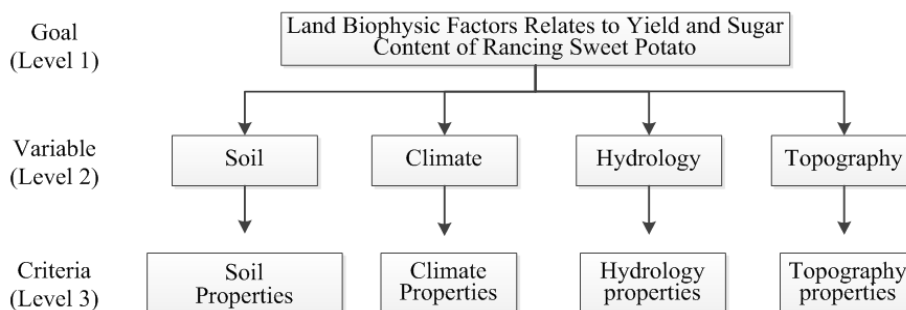 Goal
(Level 1)
Land Biophysic Factors Relates to Yield and Sugar
Content of Rancing Sweet Potato
Variable
(Level 2)
Soil
Climate
Hydrology
Topography
Criteria
(Level 3)
Soil
Properties
Climate
Properties
Hydrology
properties
Topography
properties